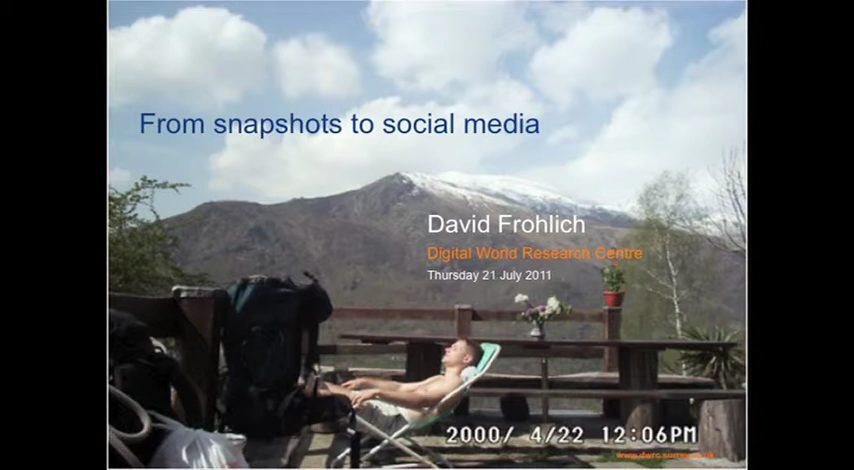 From snapshots to social media
David Frohlich
Digital World Research Centre
Thursday 21 July 2011
2000/ 4/22 12:06PM